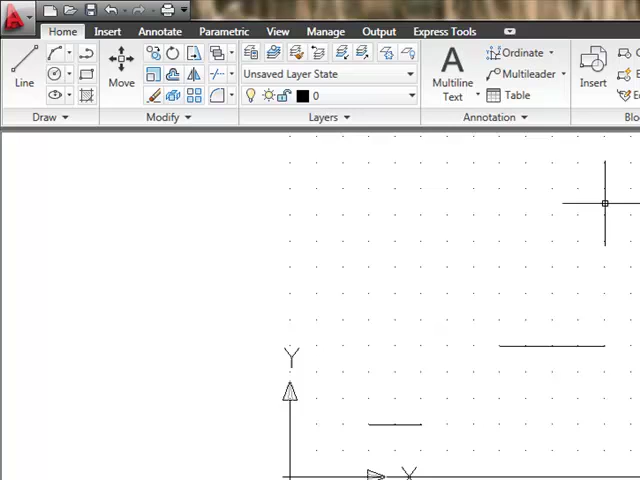 Home Insert Annotate Parametric View Manage Output Express Tools
Line
Move
Unsaved Layer State
0
Multiline
Text
Ordinate
Multileader
Table
Insert
Draw Modify Layers Annotation
Y
X